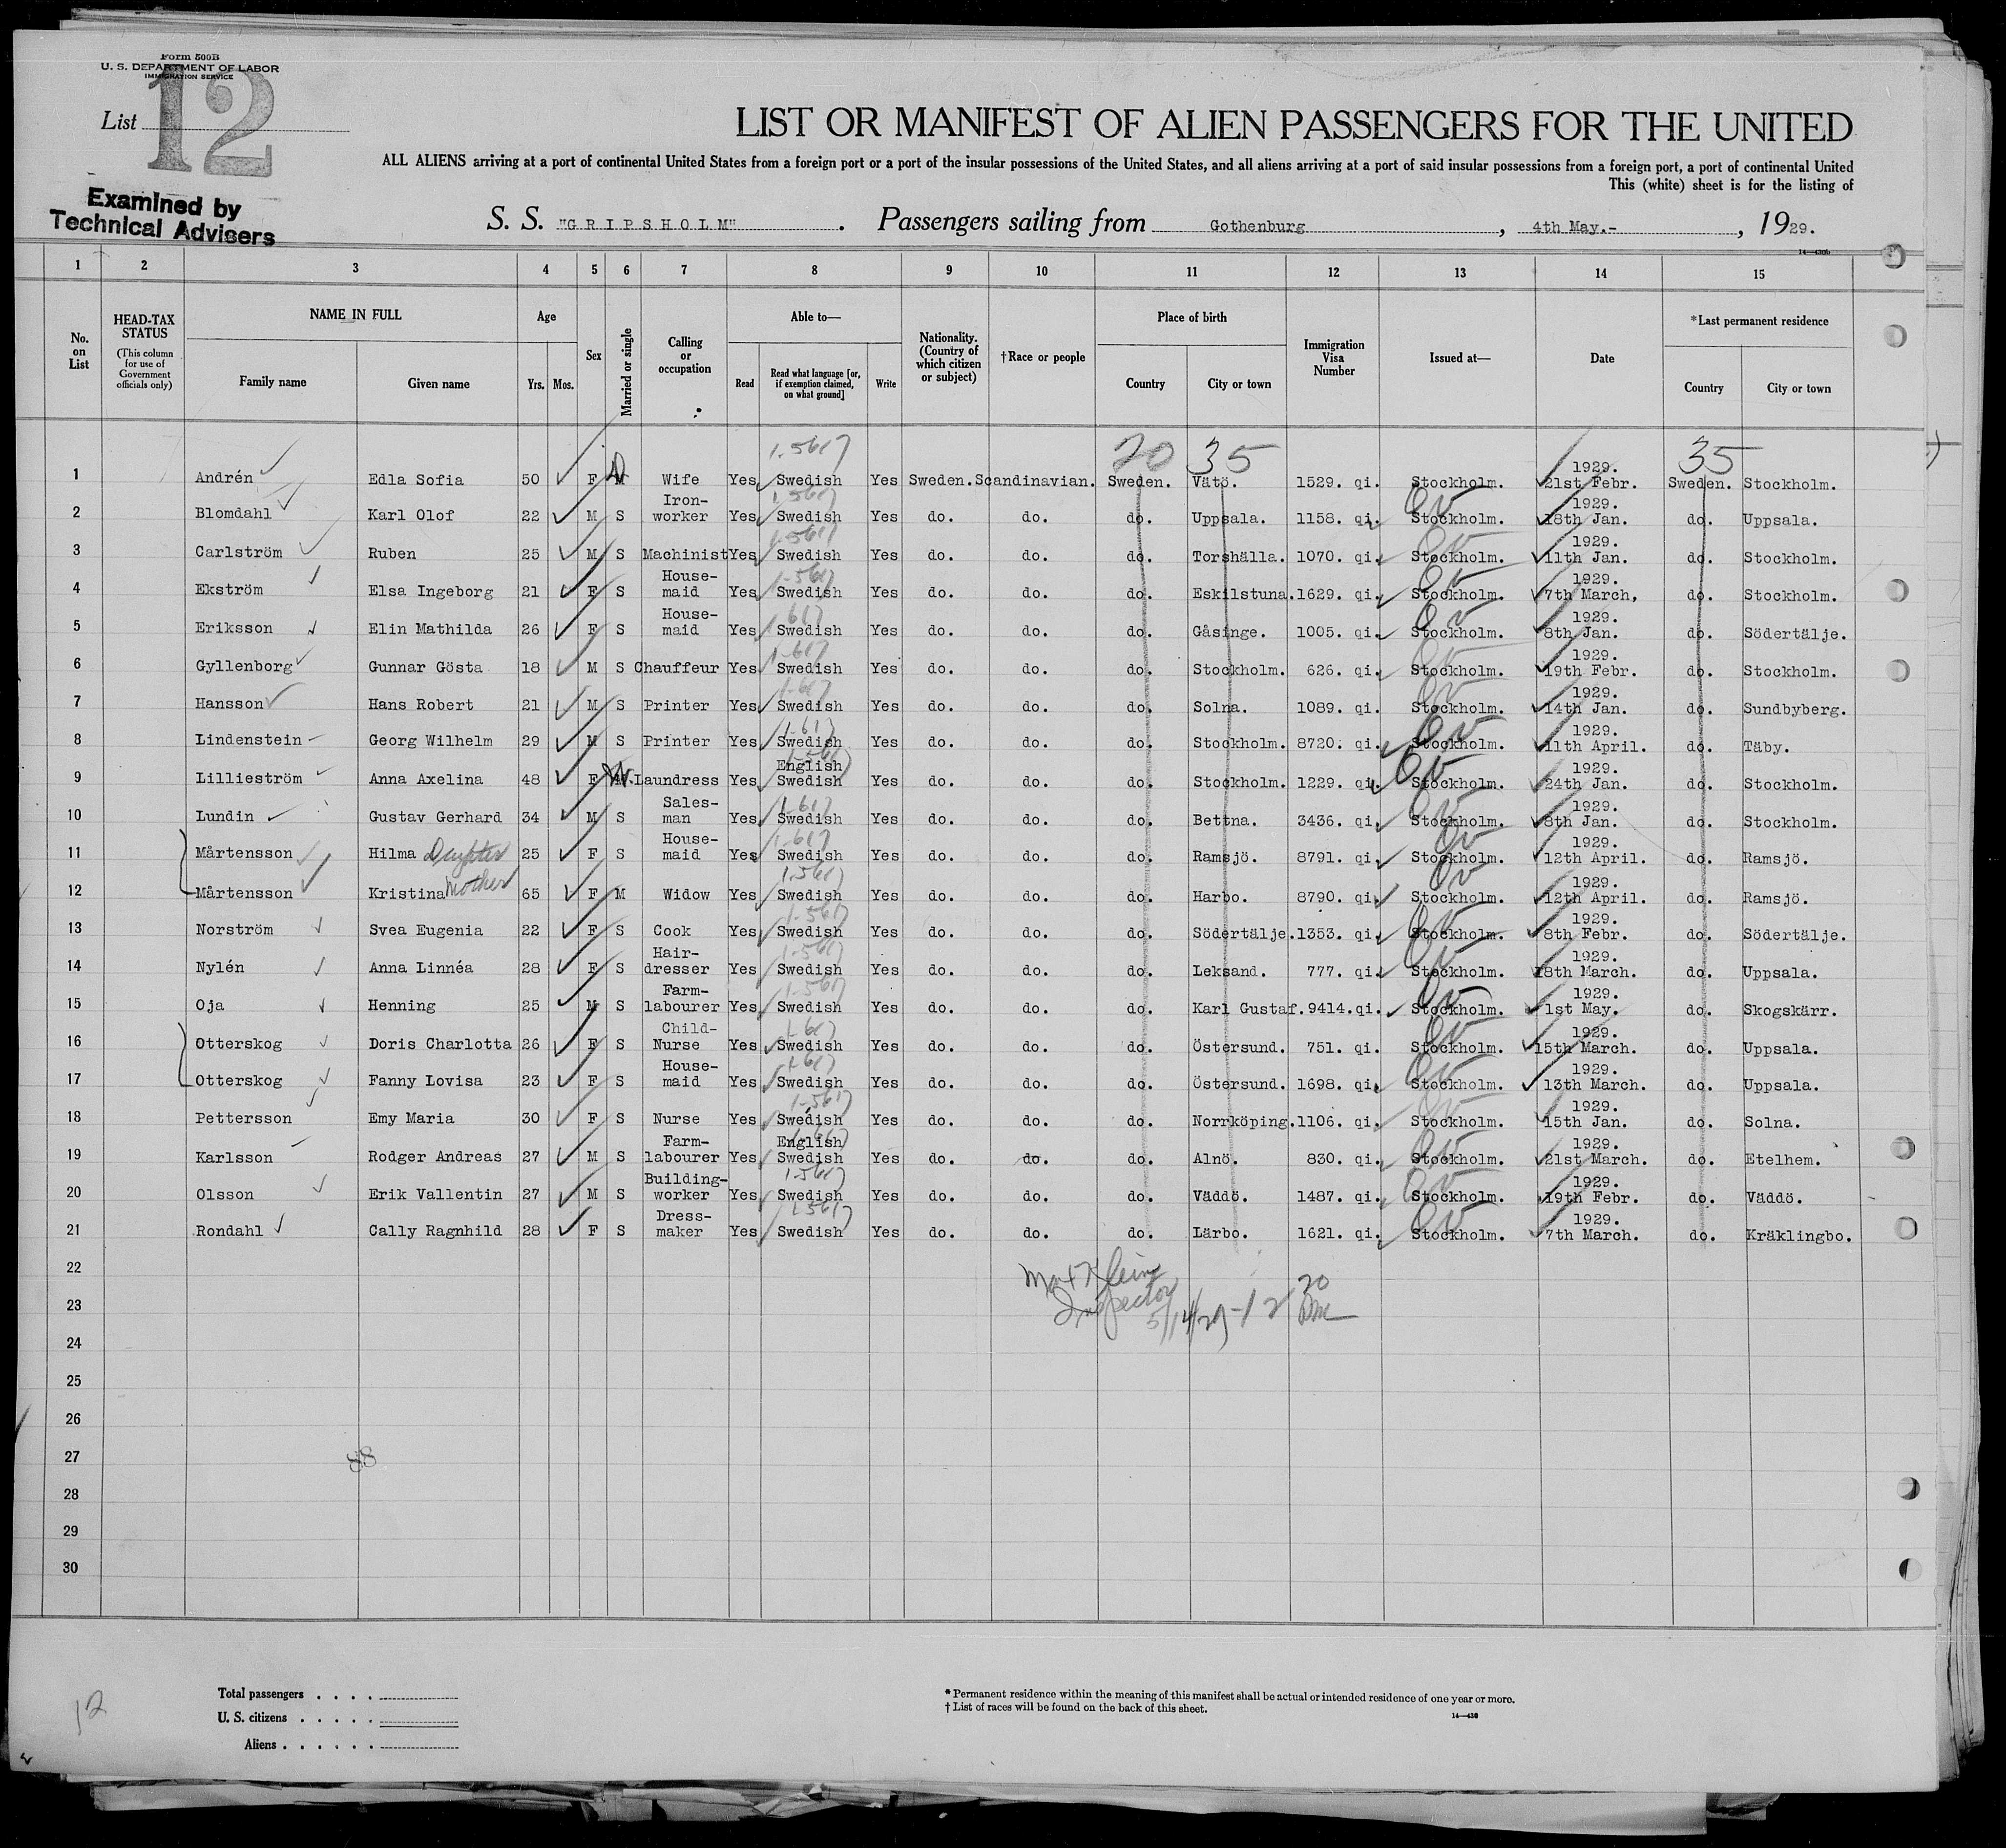 Form 500B
U. S. DEPARTMENT OF LABOR
IMMIGRATION SERVICE
List 12
Examined by
Technical Advisers
LIST OR MANIFEST OF ALIEN PASSENGERS FOR THE UNITED
ALL ALIENS arriving at a port of continental United States from a foreign port or a port of the insular possessions of the United States, and all aliens arriving at a port of said insular possessions from a foreign port, a port of continental United
This (white) sheet is for the listing of
S. S. "GRIPSHOLM" . Passengers sailing from Gothenburg , 4th May.- , 1929.
1 2 3 4 5 6 7 8 9 10 11 12 13 14 15
No. on List
HEAD-TAX STATUS (This column for use of Government officials only)
NAME IN FULL Family name Given name
Age Yrs. Mos.
Sex
Married or single
Calling or occupation
Able to— Read Read what language [or, if exemption claimed, on what ground] Write
Nationality. (Country of which citizen or subject)
†Race or people
Place of birth Country City or town
Immigration Visa Number
Issued at—
Date
*Last permanent residence Country City or town
20 35 35
1 Andrén Edla Sofia 50 F Wife Yes Swedish Yes Sweden. Scandinavian. Sweden. Vätö. 1529. qi. Stockholm. 1929. 21st Febr. Sweden. Stockholm.
2 Blomdahl Karl Olof 22 M S Iron-worker Yes Swedish Yes do. do. do. Uppsala. 1158. qi. Stockholm. 1929. 18th Jan. do. Uppsala.
3 Carlström Ruben 25 M S Machinist Yes Swedish Yes do. do. do. Torshälla. 1070. qi. Stockholm. 1929. 11th Jan. do. Stockholm.
4 Ekström Elsa Ingeborg 21 F S House-maid Yes Swedish Yes do. do. do. Eskilstuna. 1629. qi. Stockholm. 1929. 7th March, do. Stockholm.
5 Eriksson Elin Mathilda 26 F S House-maid Yes Swedish Yes do. do. do. Gåsinge. 1005. qi. Stockholm. 1929. 8th Jan. do. Södertälje.
6 Gyllenborg Gunnar Gösta 18 M S Chauffeur Yes Swedish Yes do. do. do. Stockholm. 626. qi. Stockholm. 1929. 19th Febr. do. Stockholm.
7 Hansson Hans Robert 21 M S Printer Yes Swedish Yes do. do. do. Solna. 1089. qi. Stockholm. 1929. 14th Jan. do. Sundbyberg.
8 Lindenstein Georg Wilhelm 29 M S Printer Yes Swedish Yes do. do. do. Stockholm. 8720. qi. Stockholm. 1929. 11th April. do. Täby.
9 Lillieström Anna Axelina 48 F W. Laundress Yes English Swedish Yes do. do. do. Stockholm. 1229. qi. Stockholm. 1929. 24th Jan. do. Stockholm.
10 Lundin Gustav Gerhard 34 M S Sales-man Yes Swedish Yes do. do. do. Bettna. 3436. qi. Stockholm. 1929. 8th Jan. do. Stockholm.
11 Mårtensson Hilma Daughter 25 F S House-maid Yes Swedish Yes do. do. do. Ramsjö. 8791. qi. Stockholm. 1929. 12th April. do. Ramsjö.
12 Mårtensson Kristina Mother 65 F M Widow Yes Swedish Yes do. do. do. Harbo. 8790. qi. Stockholm. 1929. 12th April. do. Ramsjö.
13 Norström Svea Eugenia 22 F S Cook Yes Swedish Yes do. do. do. Södertälje. 1353. qi. Stockholm. 1929. 8th Febr. do. Södertälje.
14 Nylén Anna Linnéa 28 F S Hair-dresser Yes Swedish Yes do. do. do. Leksand. 777. qi. Stockholm. 1929. 18th March. do. Uppsala.
15 Oja Henning 25 M S Farm-labourer Yes Swedish Yes do. do. do. Karl Gustaf. 9414. qi. Stockholm. 1929. 1st May. do. Skogskärr.
16 Otterskog Doris Charlotta 26 F S Child-Nurse Yes Swedish Yes do. do. do. Östersund. 751. qi. Stockholm. 1929. 15th March. do. Uppsala.
17 Otterskog Fanny Lovisa 23 F S House-maid Yes Swedish Yes do. do. do. Östersund. 1698. qi. Stockholm. 1929. 13th March. do. Uppsala.
18 Pettersson Emy Maria 30 F S Nurse Yes Swedish Yes do. do. do. Norrköping. 1106. qi. Stockholm. 1929. 15th Jan. do. Solna.
19 Karlsson Rodger Andreas 27 M S Farm-labourer Yes English Swedish Yes do. do. do. Alnö. 830. qi. Stockholm. 1929. 21st March. do. Etelhem.
20 Olsson Erik Vallentin 27 M S Building-worker Yes Swedish Yes do. do. do. Väddö. 1487. qi. Stockholm. 1929. 19th Febr. do. Väddö.
21 Rondahl Cally Ragnhild 28 F S Dress-maker Yes Swedish Yes do. do. do. Lärbo. 1621. qi. Stockholm. 1929. 7th March. do. Kräklingbo.
22
Max Klein
23
Inspector
5/14/29
24
25
26
27
88
28
29
30
12
Total passengers . . . .
U. S. citizens . . . . .
Aliens . . . . . .
* Permanent residence within the meaning of this manifest shall be actual or intended residence of one year or more.
† List of races will be found on the back of this sheet.
14—430